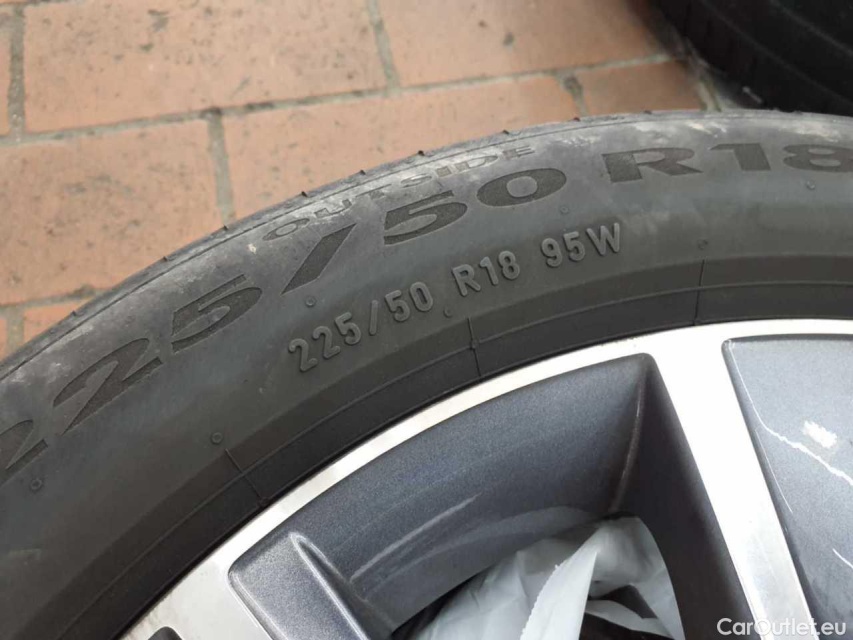 OUTSIDE
225/50 R18
225/50 R18 95W
CarOutlet.eu